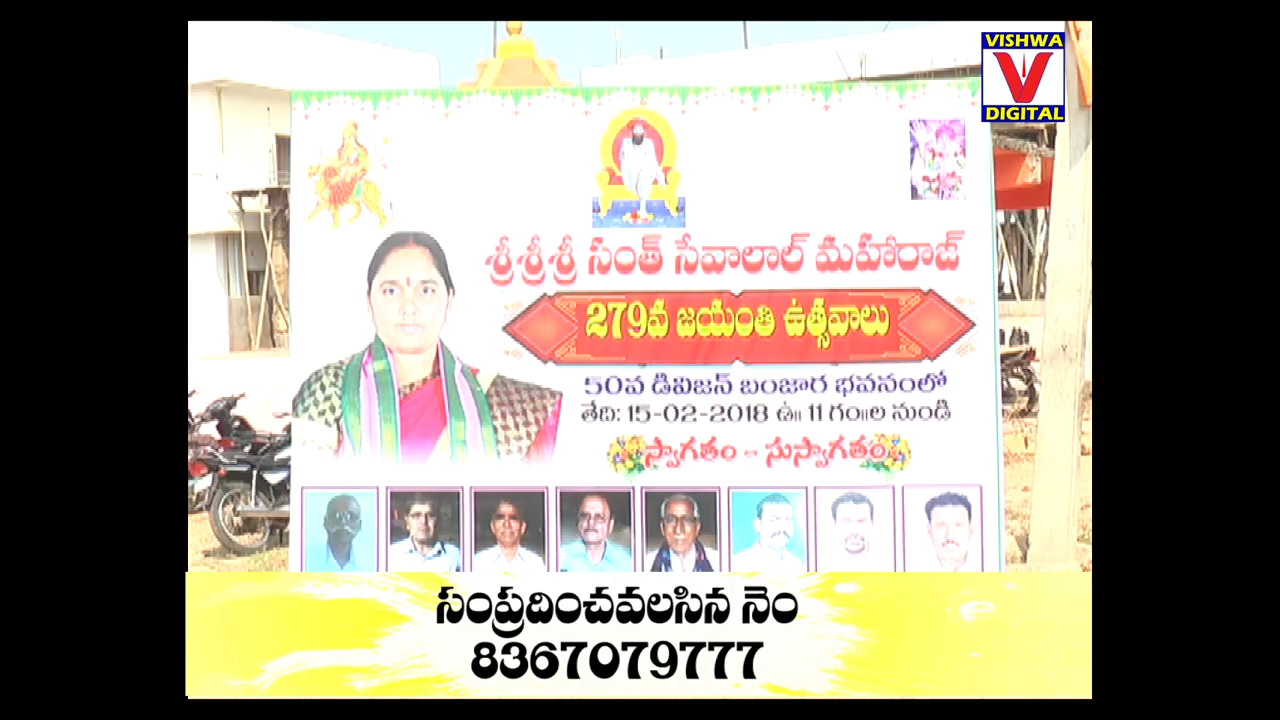 VISHWA
V
DIGITAL
శ్రీ శ్రీ శ్రీ సంత్ సేవాలాల్ మహారాజ్
279వ జయంతి ఉత్సవాలు
50వ డివిజన్ బంజార భవనంలో
తేది: 15-02-2018 ఉ॥ 11 గం॥ల నుండి
స్వాగతం - సుస్వాగతం
సంప్రదించవలసిన నెం
8367079777